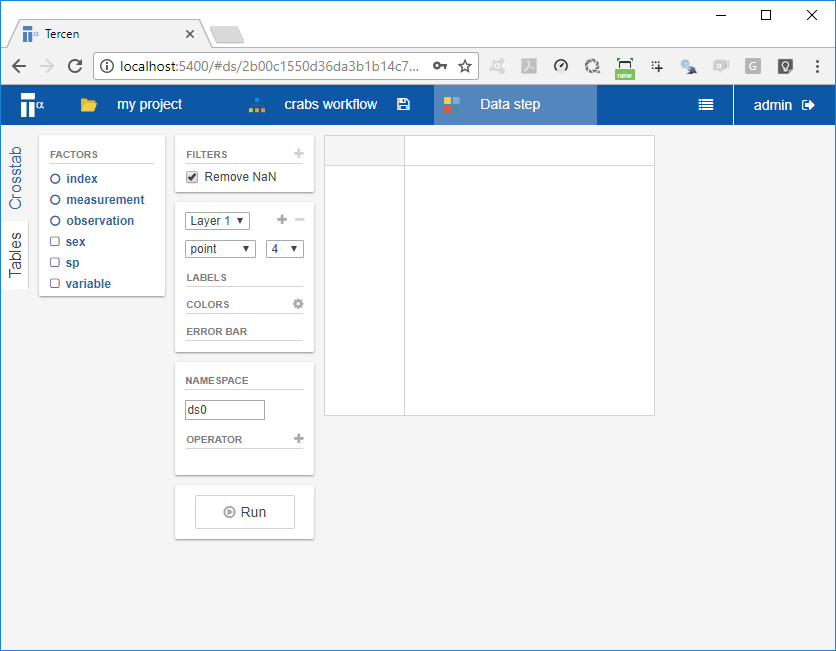 Tercen
localhost:5400/#ds/2b00c1550d36da3b1b14c7...
new
G
α my project crabs workflow Data step admin
Crosstab
Tables
FACTORS
index
measurement
observation
sex
sp
variable
FILTERS
Remove NaN
Layer 1
point 4
LABELS
COLORS
ERROR BAR
NAMESPACE
ds0
OPERATOR
Run